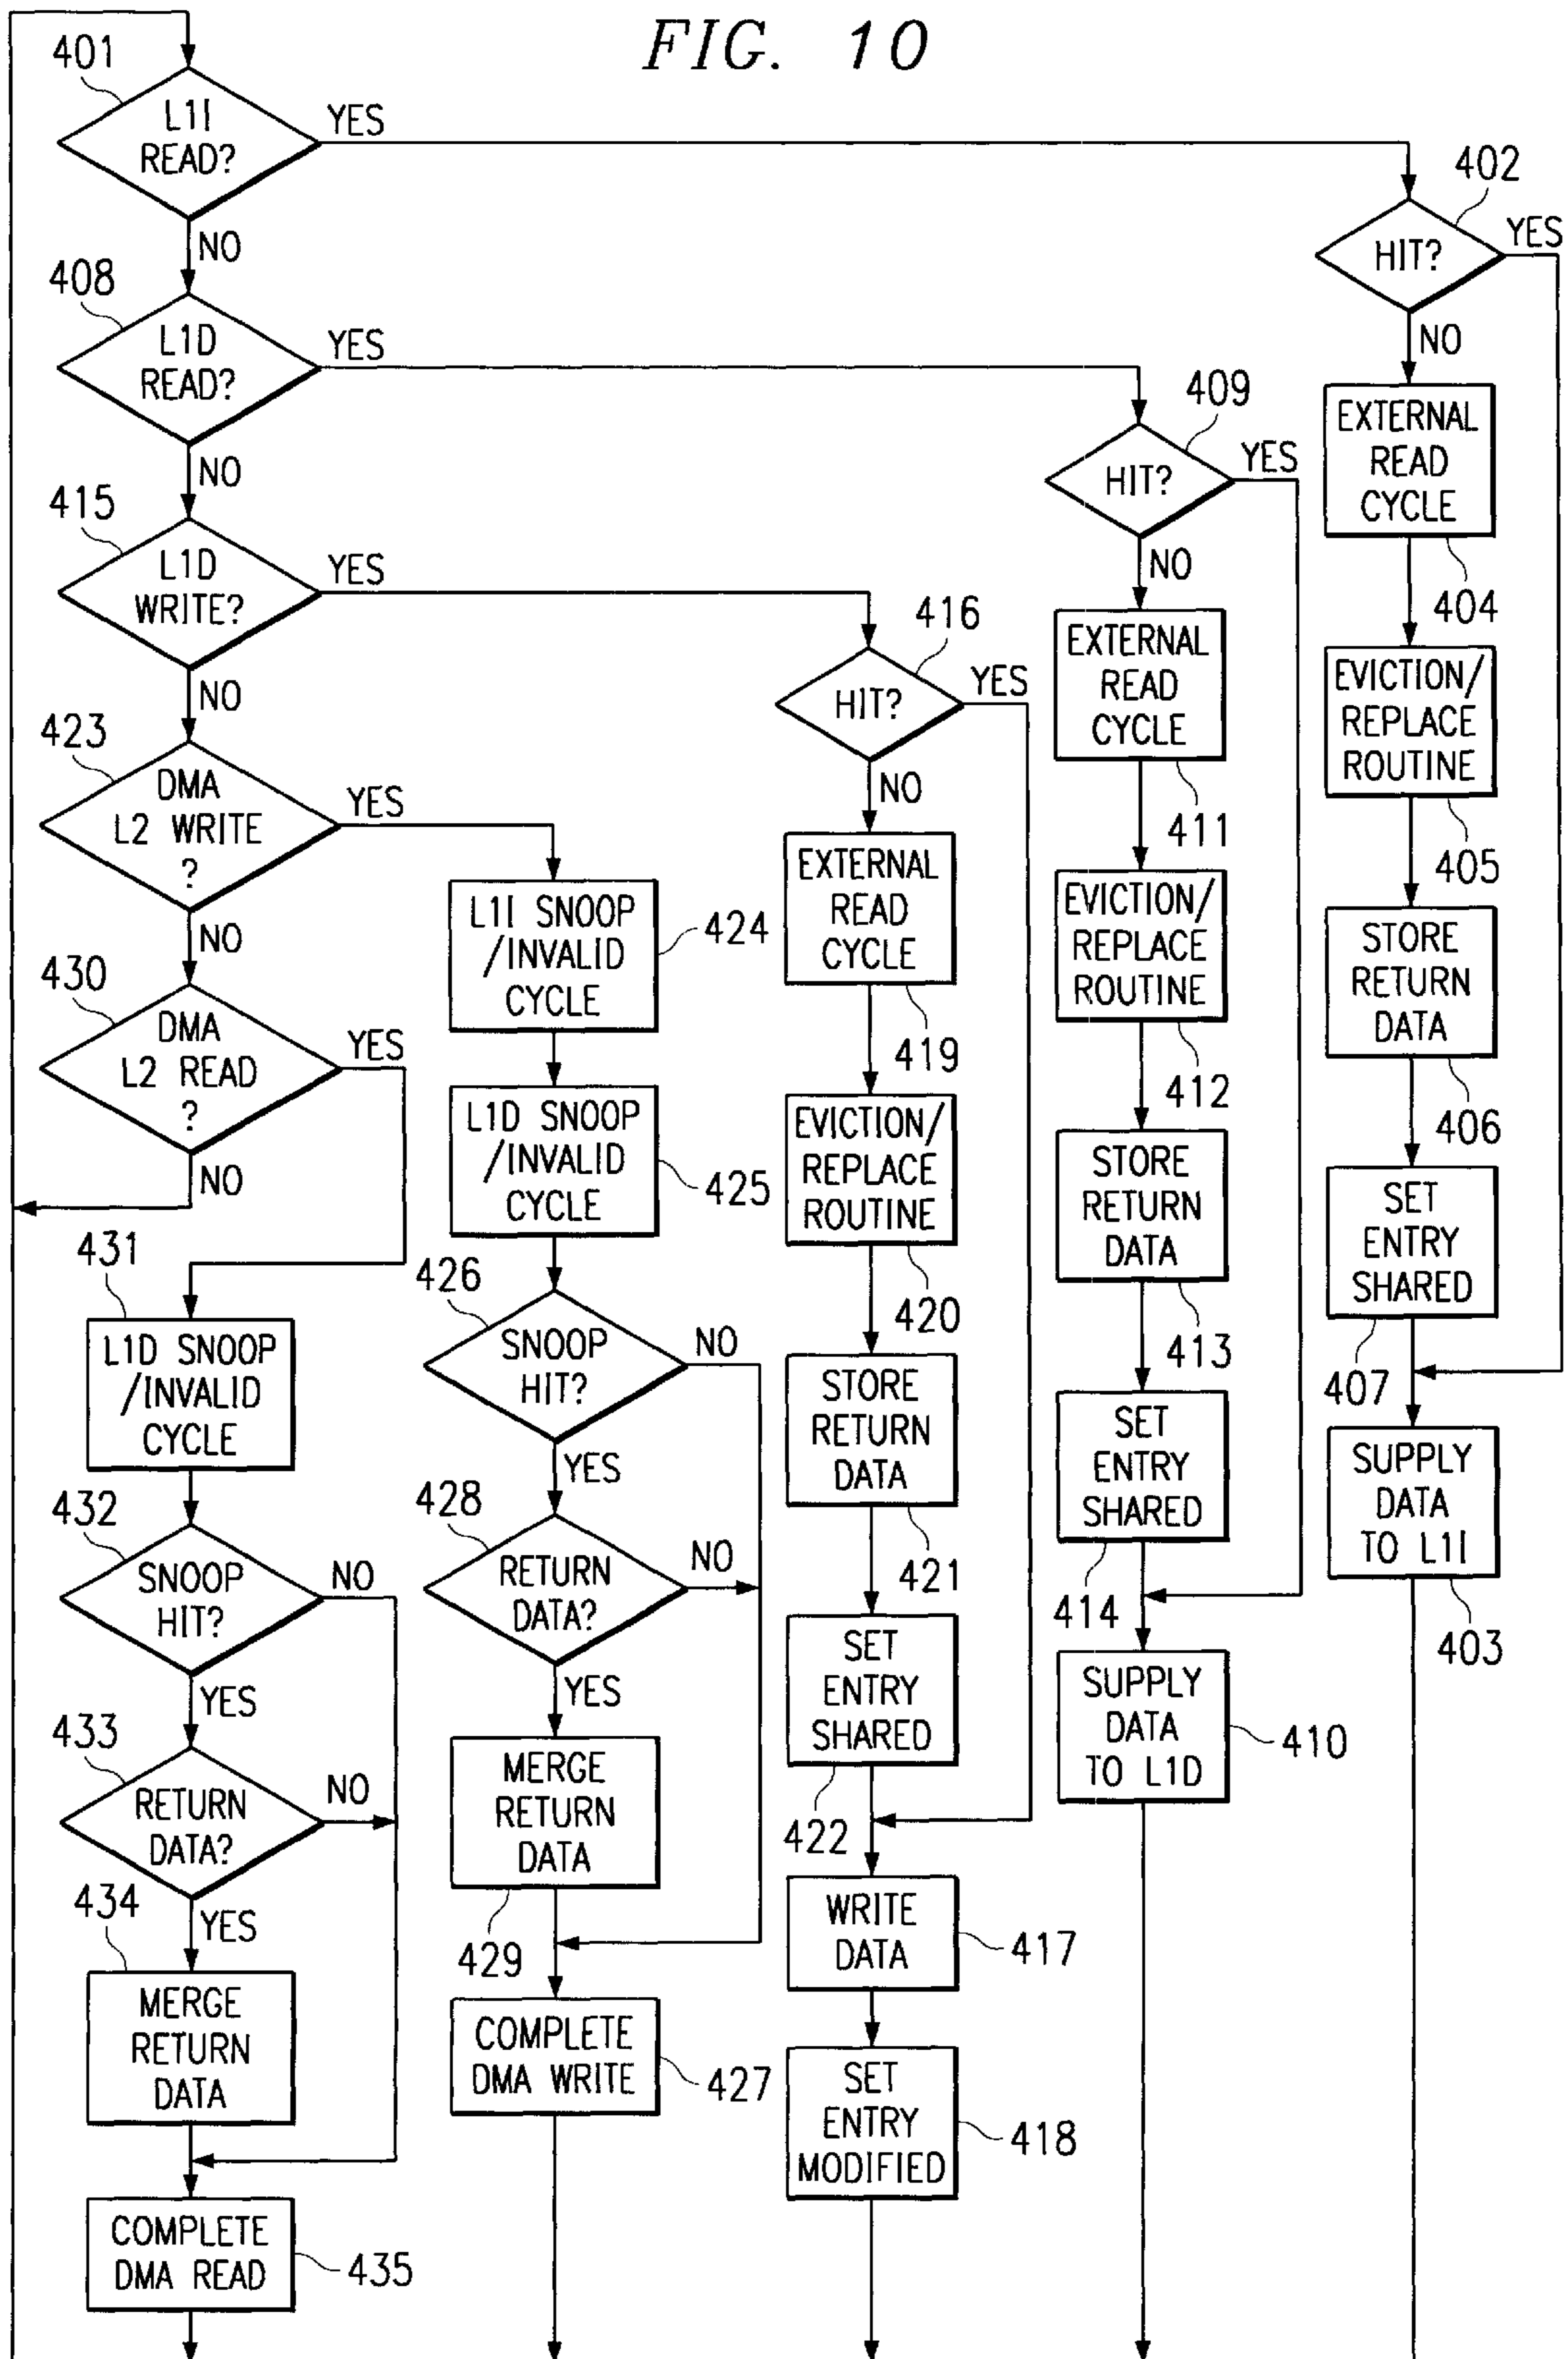 FIG. 10
401
L1I
READ?
YES
NO
402
HIT?
YES
NO
EXTERNAL
READ
CYCLE
404
EVICTION/
REPLACE
ROUTINE
405
STORE
RETURN
DATA
406
SET
ENTRY
SHARED
407
SUPPLY
DATA
TO L1I
403
408
L1D
READ?
YES
NO
409
HIT?
YES
NO
EXTERNAL
READ
CYCLE
411
EVICTION/
REPLACE
ROUTINE
412
STORE
RETURN
DATA
413
SET
ENTRY
SHARED
414
SUPPLY
DATA
TO L1D
410
415
L1D
WRITE?
YES
NO
416
HIT?
YES
NO
EXTERNAL
READ
CYCLE
419
EVICTION/
REPLACE
ROUTINE
420
STORE
RETURN
DATA
421
SET
ENTRY
SHARED
422
WRITE
DATA
417
SET
ENTRY
MODIFIED
418
423
DMA
L2 WRITE
?
YES
NO
L1I SNOOP
/INVALID
CYCLE
424
L1D SNOOP
/INVALID
CYCLE
425
426
SNOOP
HIT?
NO
YES
428
RETURN
DATA?
NO
YES
MERGE
RETURN
DATA
429
COMPLETE
DMA WRITE
427
430
DMA
L2 READ
?
YES
NO
431
L1D SNOOP
/INVALID
CYCLE
432
SNOOP
HIT?
NO
YES
433
RETURN
DATA?
NO
YES
434
MERGE
RETURN
DATA
COMPLETE
DMA READ
435